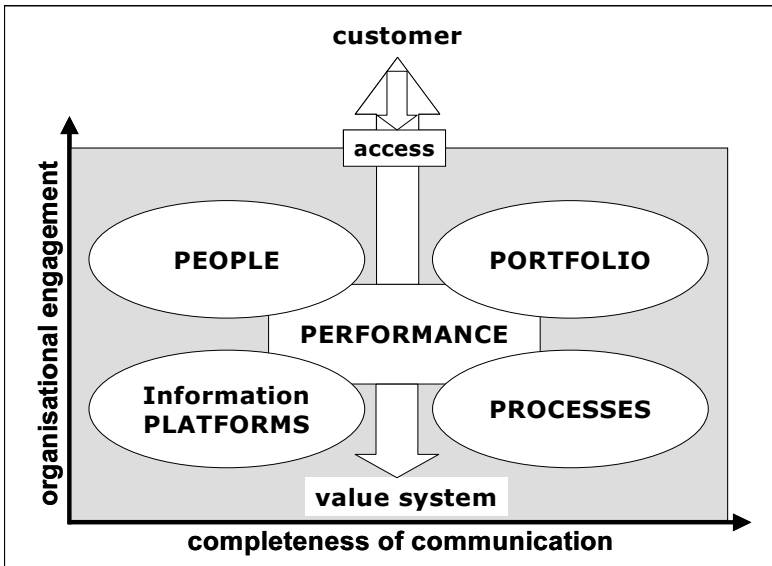 customer
access
organisational engagement
PEOPLE
PORTFOLIO
PERFORMANCE
Information
PLATFORMS
PROCESSES
value system
completeness of communication